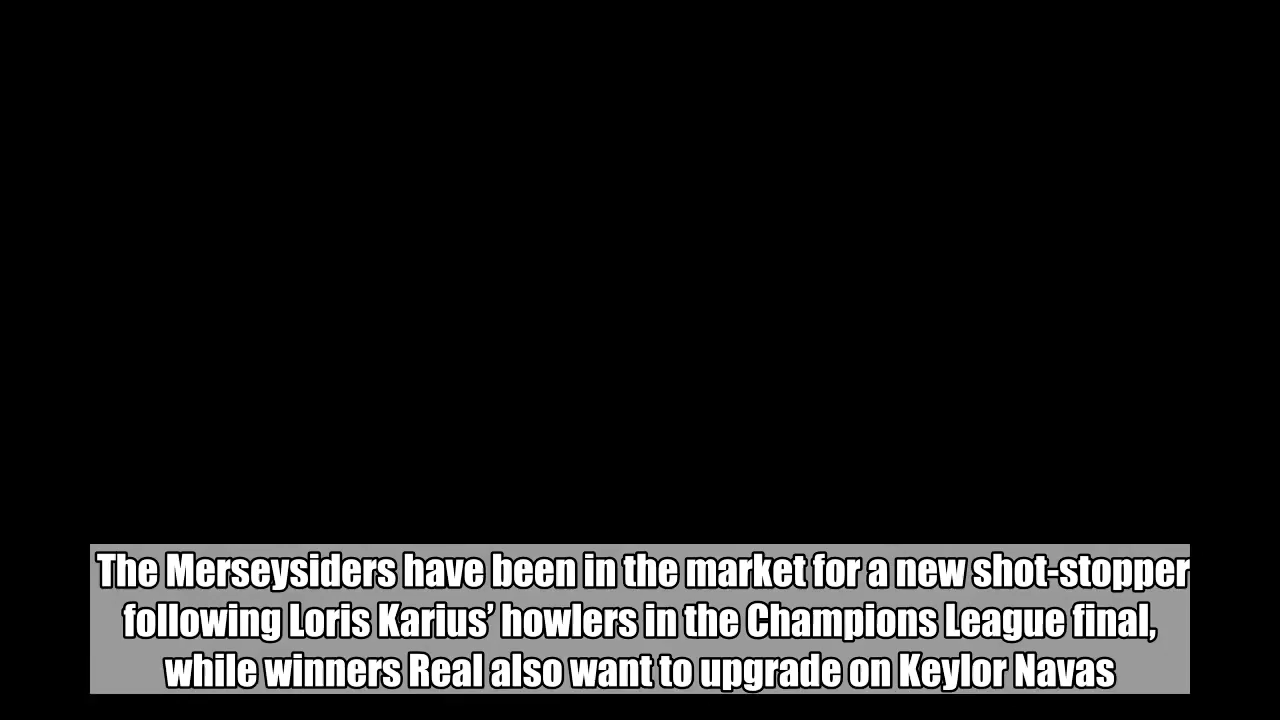 The Merseysiders have been in the market for a new shot-stopper
following Loris Karius’ howlers in the Champions League final,
while winners Real also want to upgrade on Keylor Navas